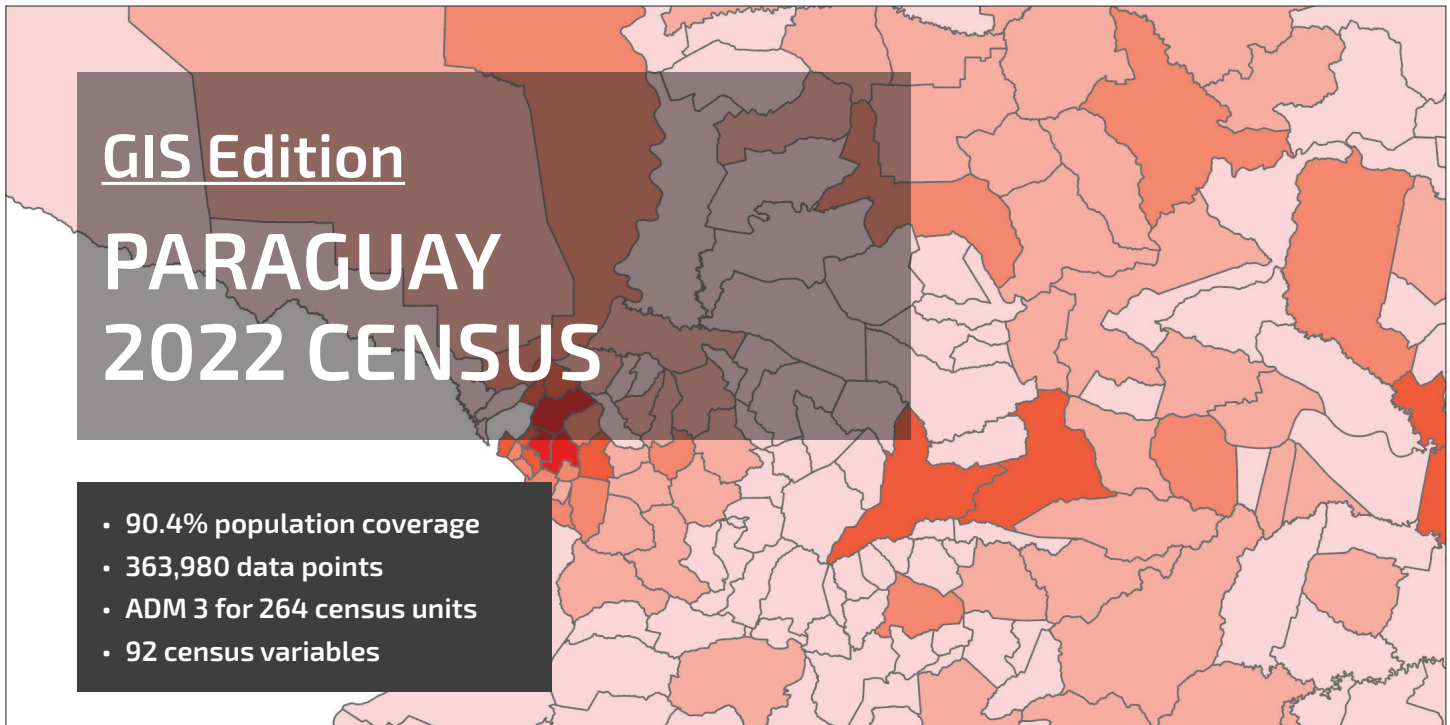 GIS Edition
PARAGUAY
2022 CENSUS
• 90.4% population coverage
• 363,980 data points
• ADM 3 for 264 census units
• 92 census variables